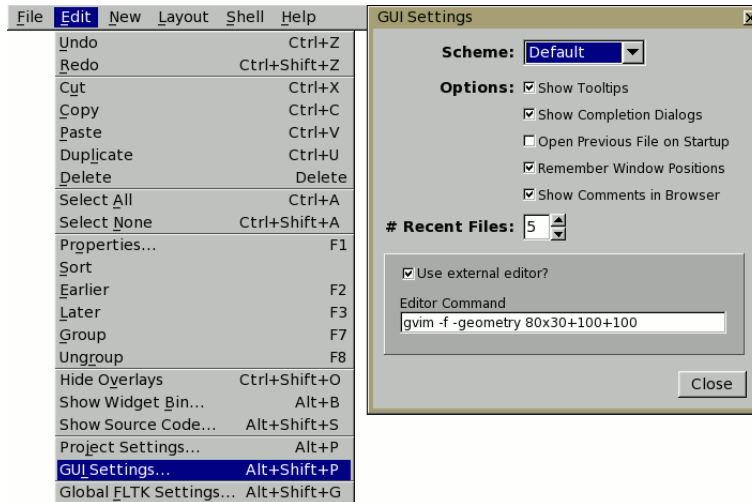 File Edit New Layout Shell Help
Undo Ctrl+Z
Redo Ctrl+Shift+Z
Cut Ctrl+X
Copy Ctrl+C
Paste Ctrl+V
Duplicate Ctrl+U
Delete Delete
Select All Ctrl+A
Select None Ctrl+Shift+A
Properties... F1
Sort
Earlier F2
Later F3
Group F7
Ungroup F8
Hide Overlays Ctrl+Shift+O
Show Widget Bin... Alt+B
Show Source Code... Alt+Shift+S
Project Settings... Alt+P
GUI Settings... Alt+Shift+P
Global FLTK Settings... Alt+Shift+G
GUI Settings
Scheme: Default
Options: Show Tooltips
Show Completion Dialogs
Open Previous File on Startup
Remember Window Positions
Show Comments in Browser
# Recent Files: 5
Use external editor?
Editor Command
gvim -f -geometry 80x30+100+100
Close